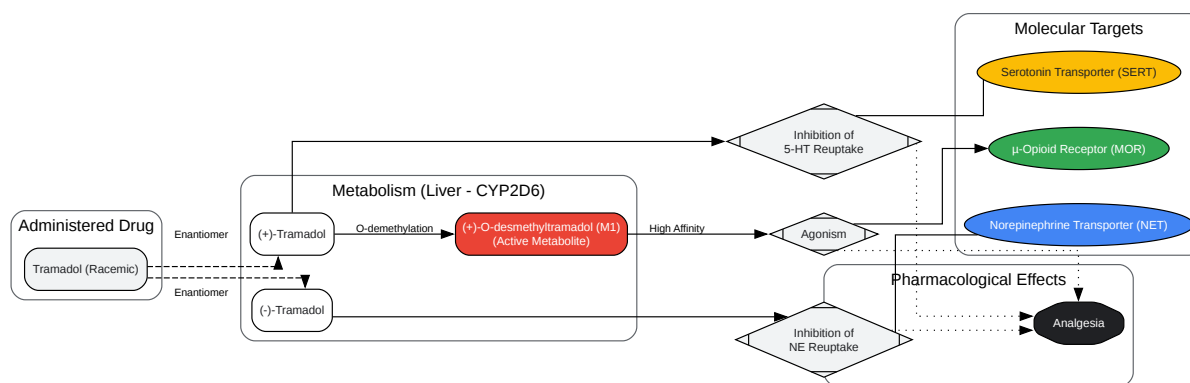 Administered Drug
Tramadol (Racemic)
Enantiomer
Enantiomer
Metabolism (Liver - CYP2D6)
(+)-Tramadol
O-demethylation
(+)-O-desmethyltramadol (M1)
(Active Metabolite)
High Affinity
(-)-Tramadol
Inhibition of
5-HT Reuptake
Agonism
Inhibition of
NE Reuptake
Molecular Targets
Serotonin Transporter (SERT)
µ-Opioid Receptor (MOR)
Norepinephrine Transporter (NET)
Pharmacological Effects
Analgesia